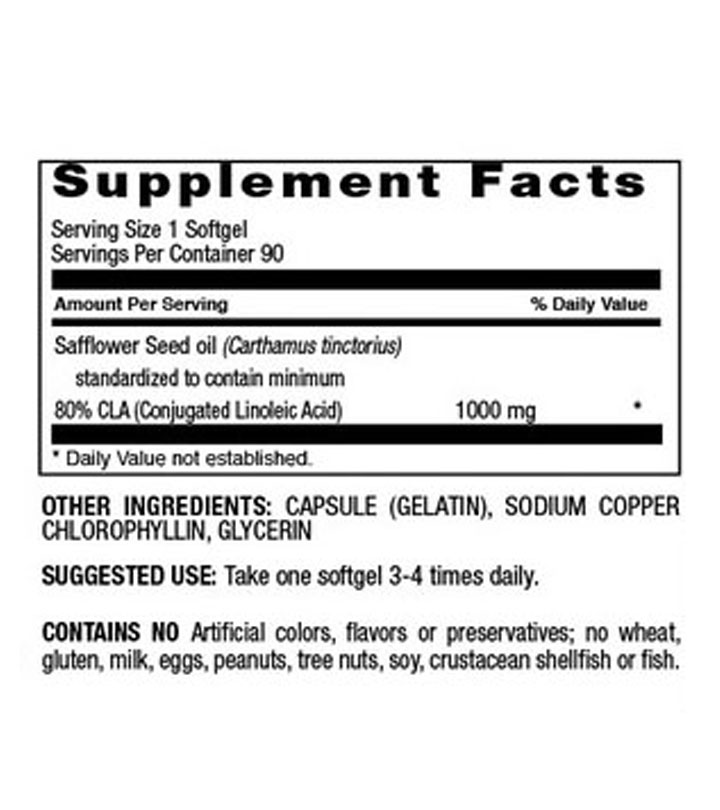 Supplement Facts
Serving Size 1 Softgel
Servings Per Container 90
Amount Per Serving % Daily Value
Safflower Seed oil (Carthamus tinctorius)
standardized to contain minimum
80% CLA (Conjugated Linoleic Acid) 1000 mg *
* Daily Value not established.
OTHER INGREDIENTS: CAPSULE (GELATIN), SODIUM COPPER
CHLOROPHYLLIN, GLYCERIN
SUGGESTED USE: Take one softgel 3-4 times daily.
CONTAINS NO Artificial colors, flavors or preservatives; no wheat,
gluten, milk, eggs, peanuts, tree nuts, soy, crustacean shellfish or fish.